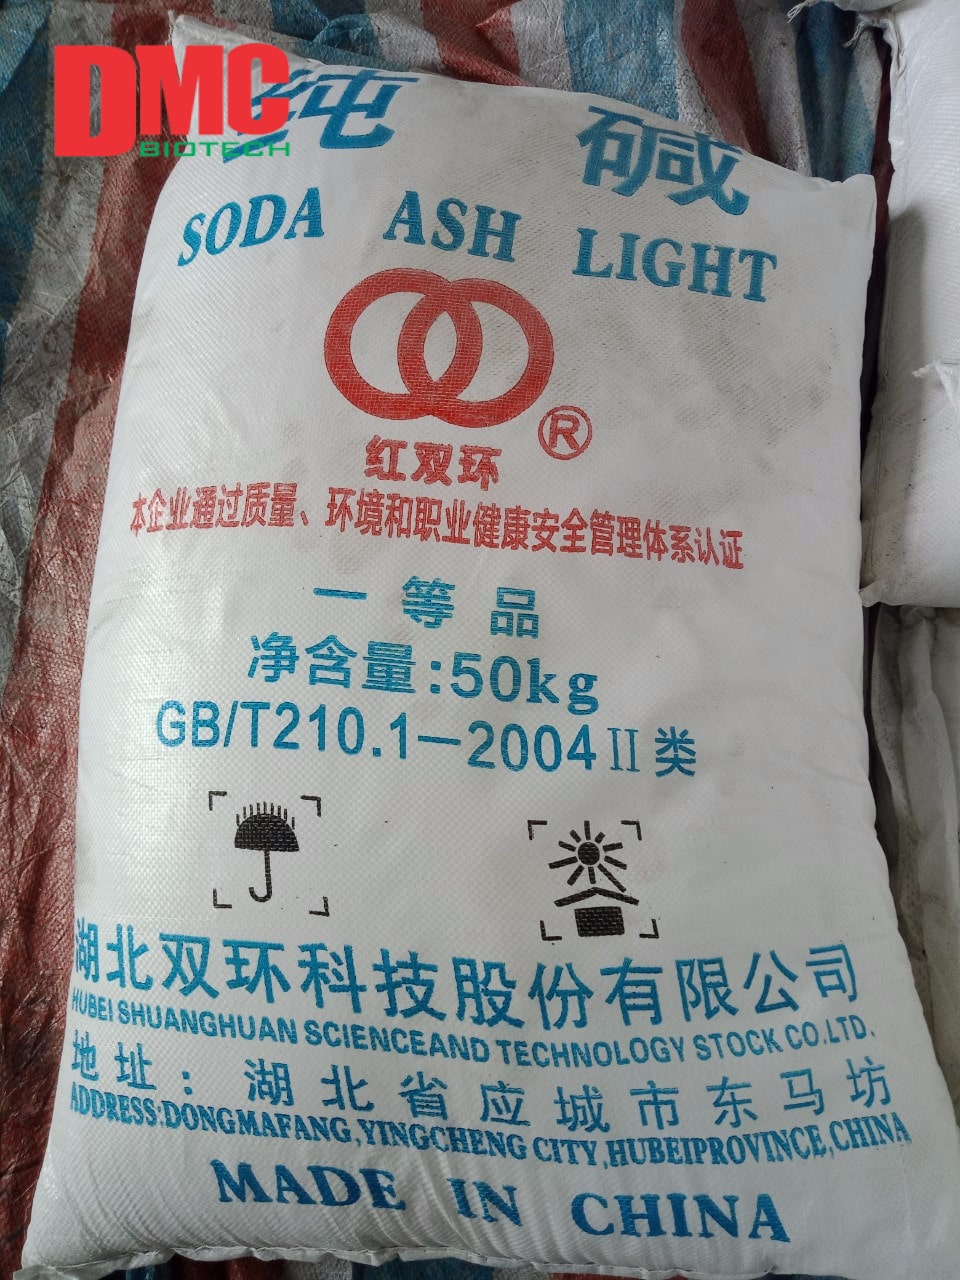 DMC
BIOTECH
纯 碱
SODA ASH LIGHT
®
红双环
本企业通过质量、环境和职业健康安全管理体系认证
一等品
净含量:50kg
GB/T210.1-2004 II 类
湖北双环科技股份有限公司
HUBEI SHUANGHUAN SCIENCEAND TECHNOLOGY STOCK CO.LTD.
地址: 湖北省应城市东马坊
ADDRESS:DONGMAFANG,YINGCHENG CITY,HUBEIPROVINCE,CHINA
MADE IN CHINA